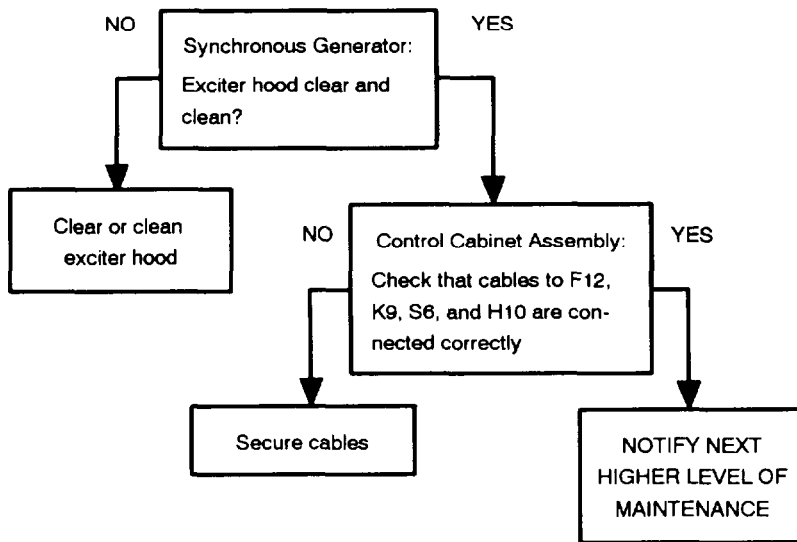 NO
YES
Synchronous Generator:
Exciter hood clear and
clean?
Clear or clean
exciter hood
NO
YES
Control Cabinet Assembly:
Check that cables to F12,
K9, S6, and H10 are con-
nected correctly
Secure cables
NOTIFY NEXT
HIGHER LEVEL OF
MAINTENANCE